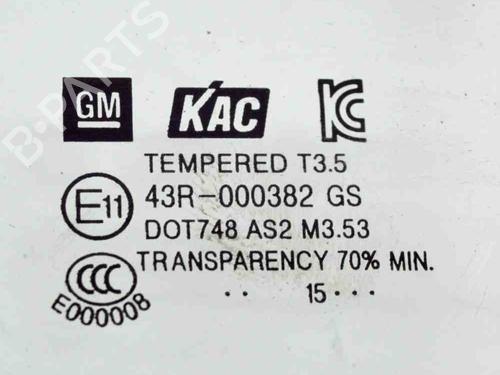 GM KAC KC
TEMPERED T3.5
E11 43R-000382 GS
DOT748 AS2 M3.53
CCC TRANSPARENCY 70% MIN.
E000008
·· 15···
B-PARTS